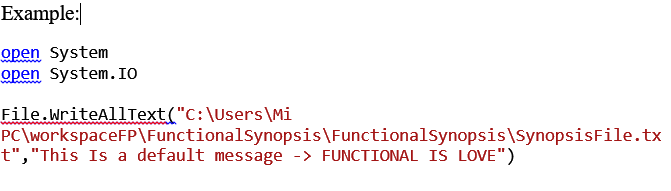 Example:
open System
open System.IO
File.WriteAllText("C:\Users\Mi
PC\workspaceFP\FunctionalSynopsis\FunctionalSynopsis\SynopsisFile.tx
t","This Is a default message -> FUNCTIONAL IS LOVE")